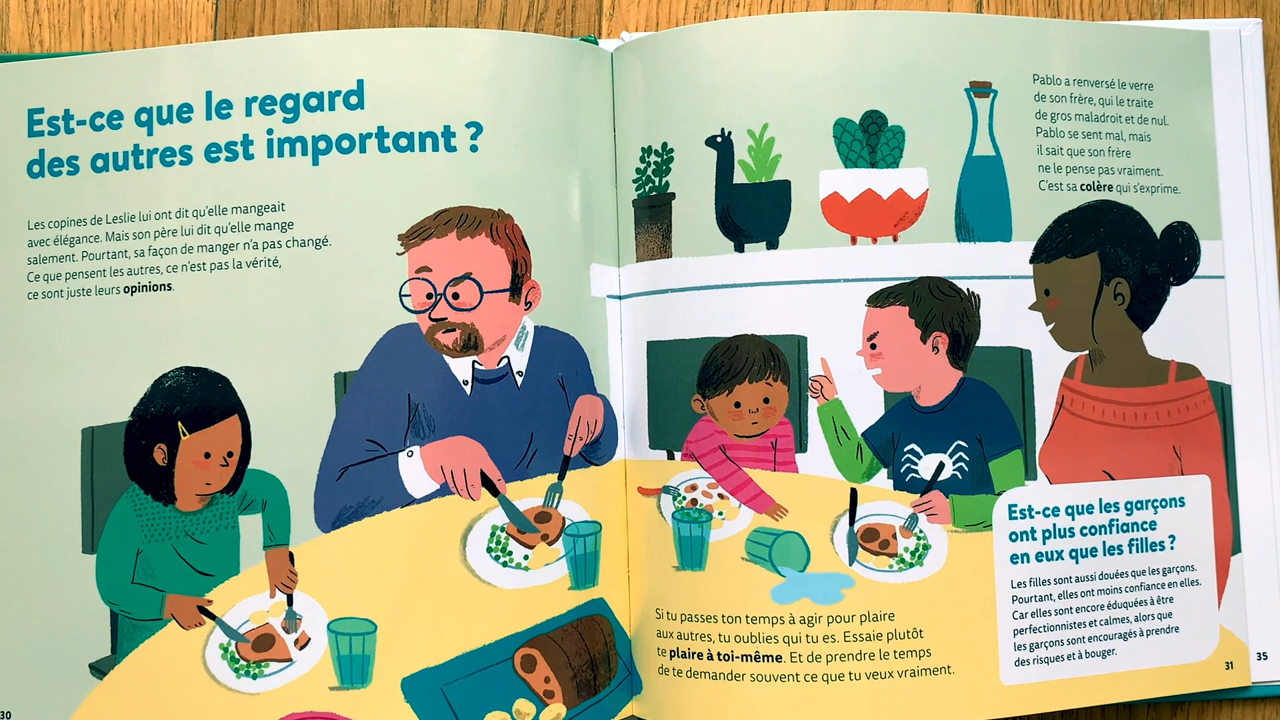 Est-ce que le regard
des autres est important ?
Les copines de Leslie lui ont dit qu'elle mangeait
avec élégance. Mais son père lui dit qu'elle mange
salement. Pourtant, sa façon de manger n'a pas changé.
Ce que pensent les autres, ce n'est pas la vérité,
ce sont juste leurs opinions.
30
Pablo a renversé le verre
de son frère, qui le traite
de gros maladroit et de nul.
Pablo se sent mal, mais
il sait que son frère
ne le pense pas vraiment.
C'est sa colère qui s'exprime.
Si tu passes ton temps à agir pour plaire
aux autres, tu oublies qui tu es. Essaie plutôt
de plaire à toi-même. Et de prendre le temps
de te demander souvent ce que tu veux vraiment.
Est-ce que les garçons
ont plus confiance
en eux que les filles ?
Les filles sont aussi douées que les garçons.
Pourtant, elles ont moins confiance en elles.
Car elles sont encore éduquées à être
perfectionnistes et calmes, alors que
les garçons sont encouragés à prendre
des risques et à bouger.
31
35